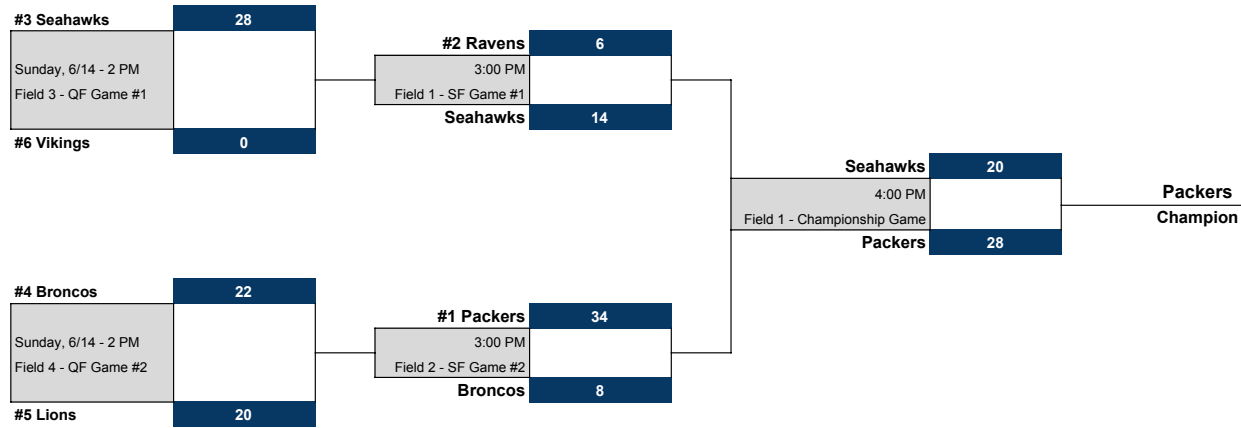 #3 Seahawks 28
Sunday, 6/14 - 2 PM
Field 3 - QF Game #1
#6 Vikings 0
#2 Ravens 6
3:00 PM
Field 1 - SF Game #1
Seahawks 14
Seahawks 20
4:00 PM
Field 1 - Championship Game
Packers 28
Packers
Champion
#4 Broncos 22
Sunday, 6/14 - 2 PM
Field 4 - QF Game #2
#5 Lions 20
#1 Packers 34
3:00 PM
Field 2 - SF Game #2
Broncos 8